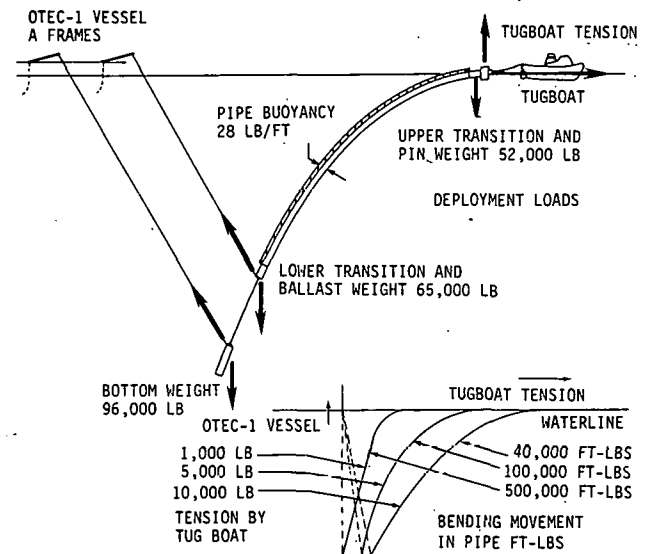 OTEC-1 VESSEL
A FRAMES
TUGBOAT TENSION
TUGBOAT
PIPE BUOYANCY
28 LB/FT
UPPER TRANSITION AND
PIN WEIGHT 52,000 LB
DEPLOYMENT LOADS
LOWER TRANSITION AND
BALLAST WEIGHT 65,000 LB
BOTTOM WEIGHT
96,000 LB
OTEC-1 VESSEL
TUGBOAT TENSION
WATERLINE
1,000 LB
5,000 LB
10,000 LB
TENSION BY
TUG BOAT
40,000 FT-LBS
100,000 FT-LBS
500,000 FT-LBS
BENDING MOVEMENT
IN PIPE FT-LBS